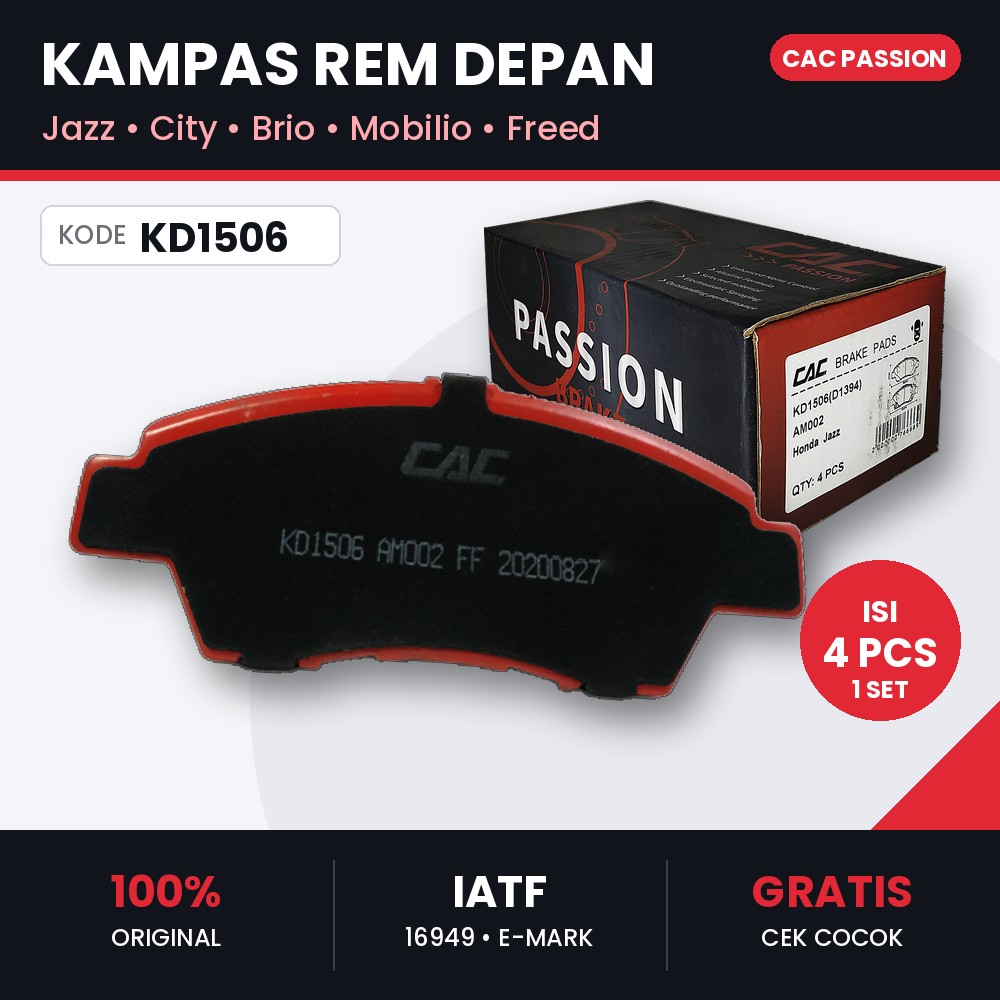 KAMPAS REM DEPAN
CAC PASSION
Jazz • City • Brio • Mobilio • Freed
KODE KD1506
CAC
>>> PASSION
PASSION
CAC BRAKE PADS
KD1506(D1394)
AM002
Honda Jazz
QTY: 4 PCS
CAC
KD1506 AM002 FF 20200827
ISI
4 PCS
1 SET
100%
ORIGINAL
IATF
16949 • E-MARK
GRATIS
CEK COCOK